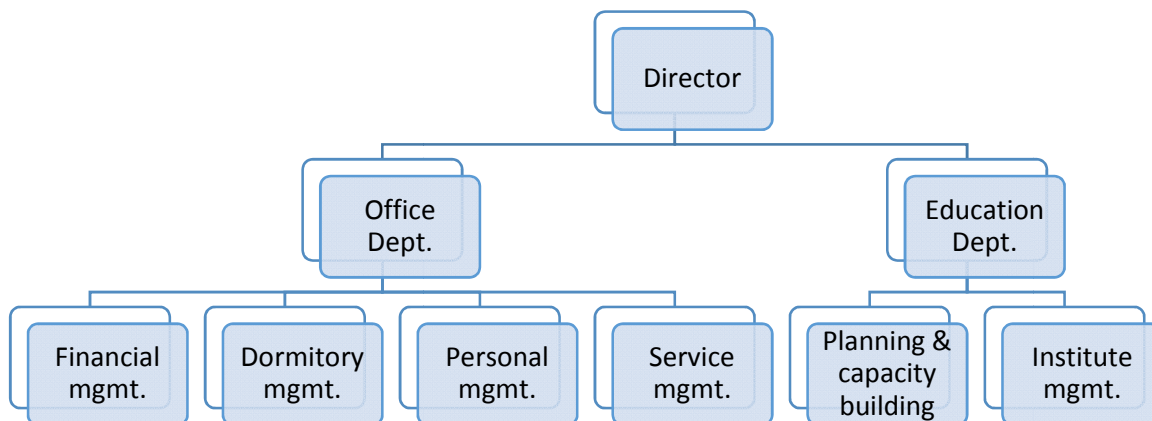 Director
Office
Dept.
Education
Dept.
Financial
mgmt.
Dormitory
mgmt.
Personal
mgmt.
Service
mgmt.
Planning &
capacity
building
Institute
mgmt.